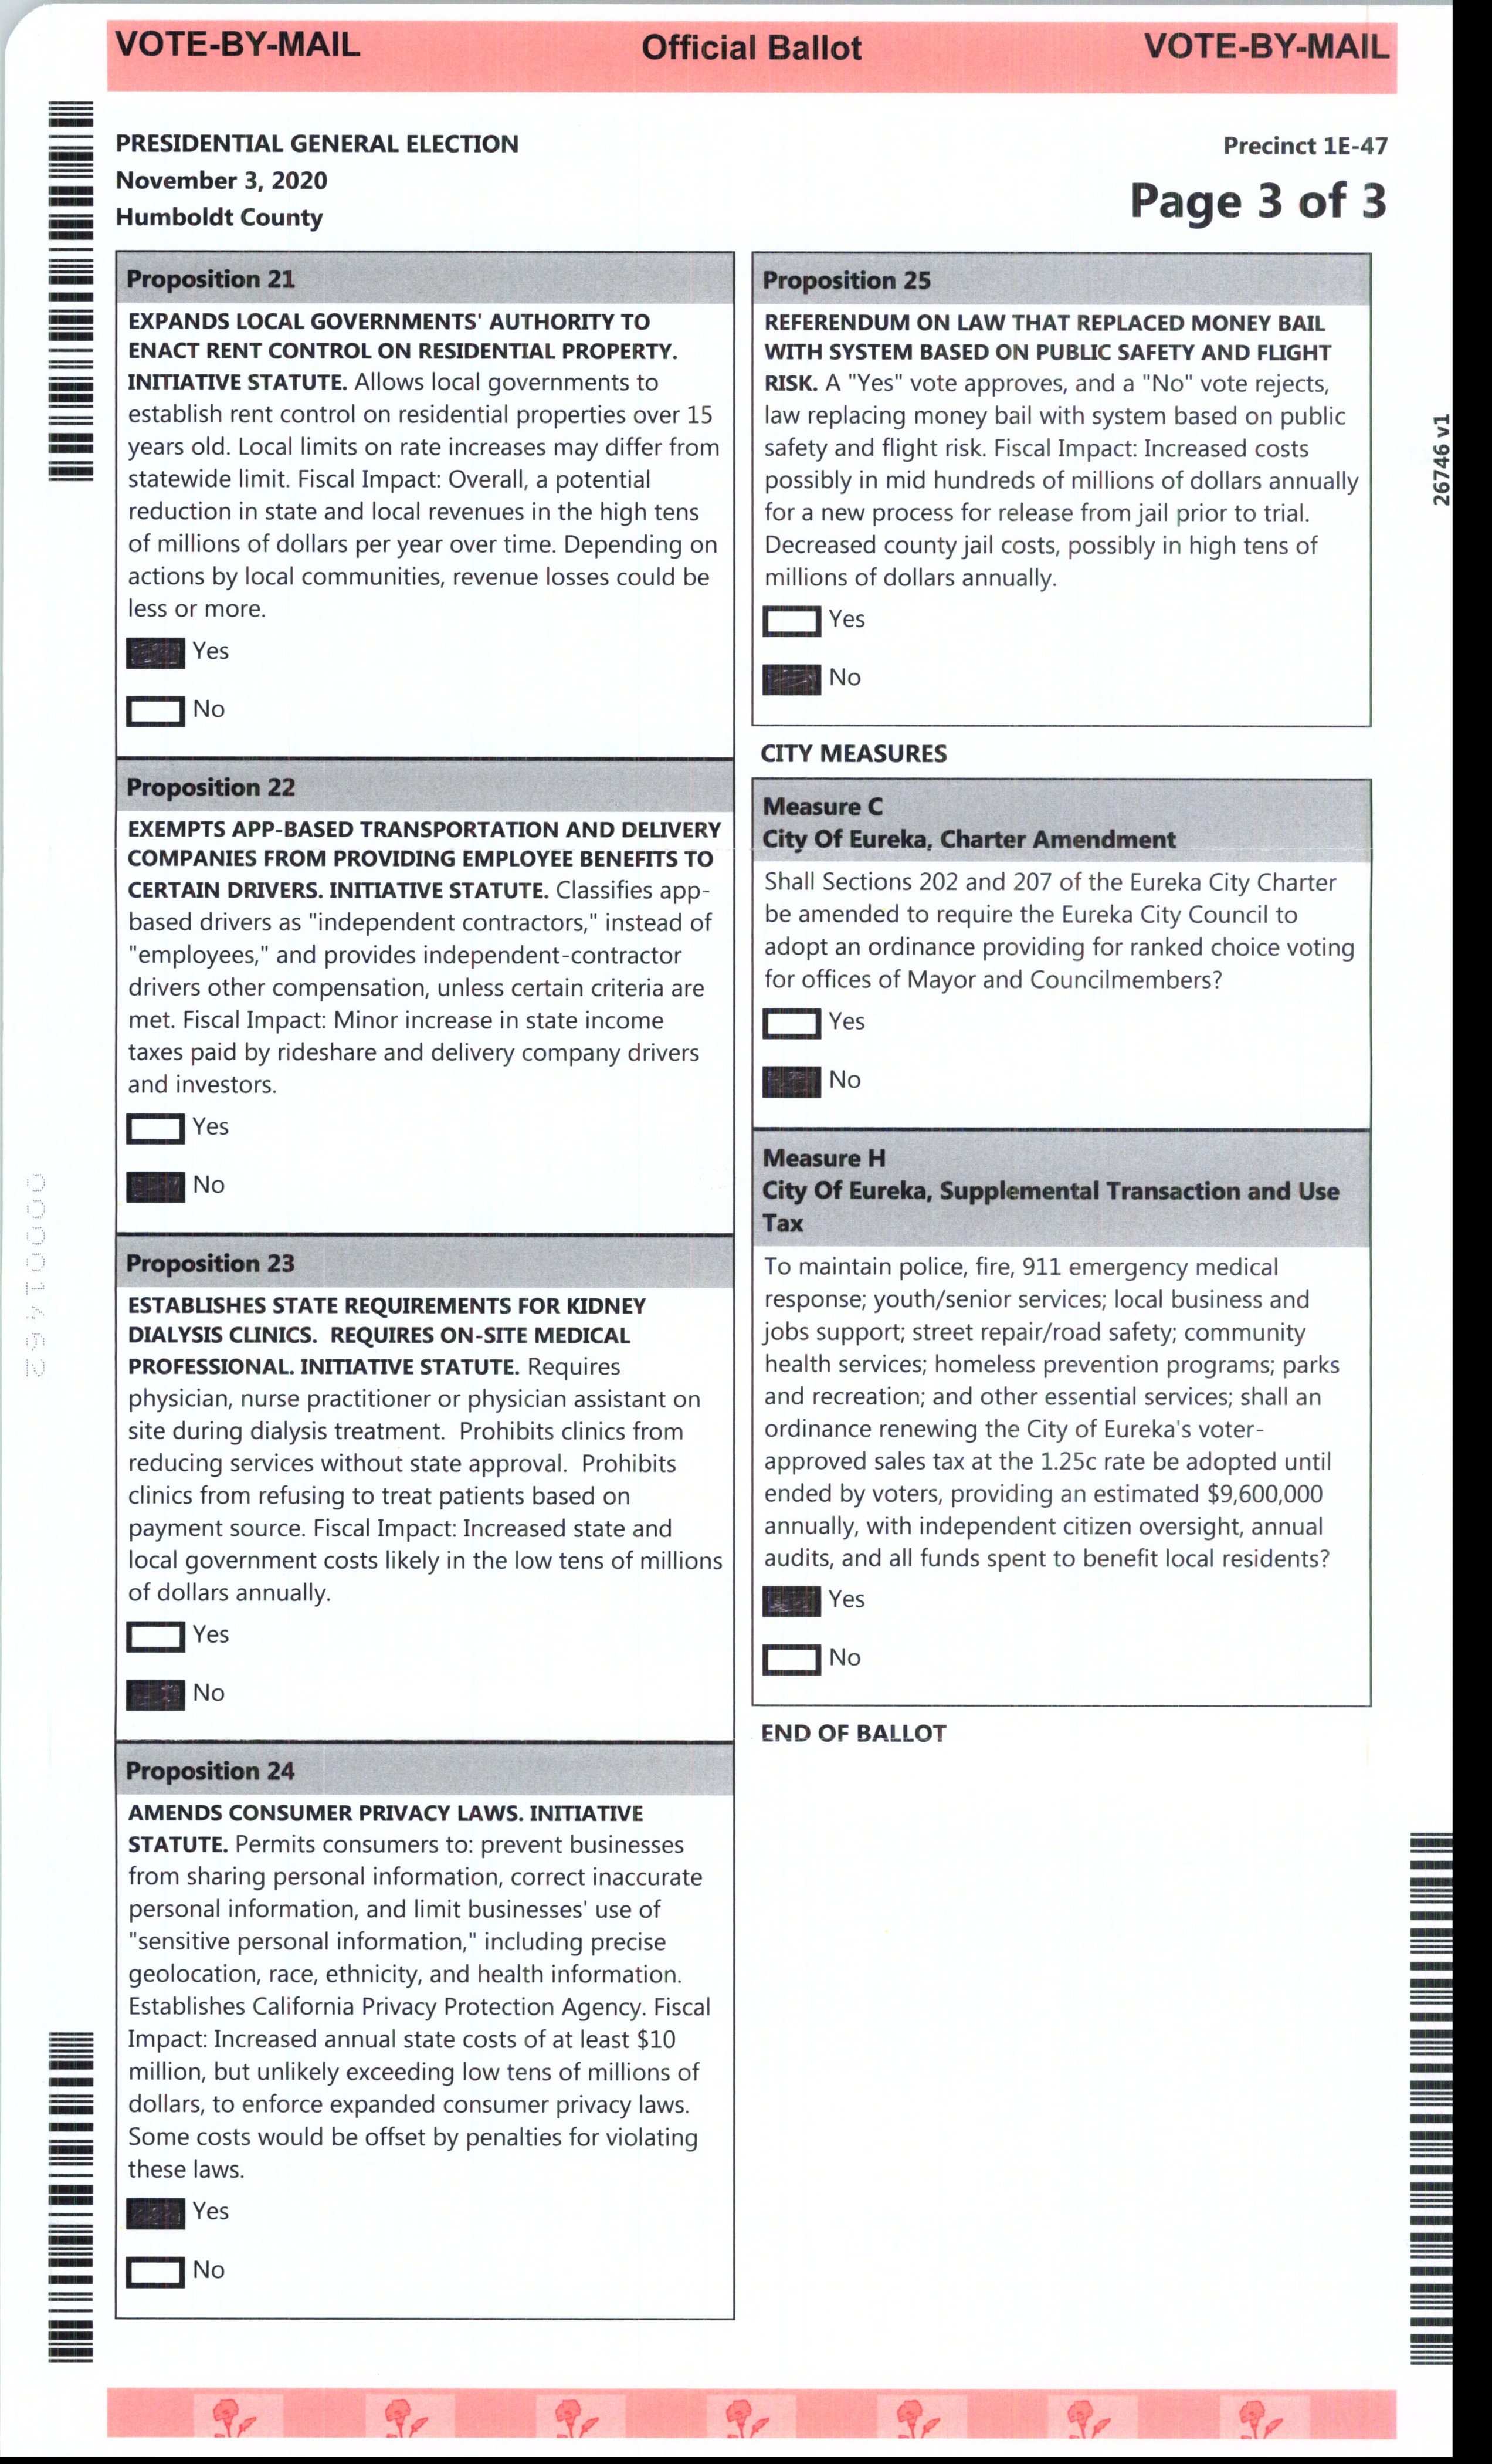 VOTE-BY-MAIL Official Ballot VOTE-BY-MAIL
PRESIDENTIAL GENERAL ELECTION
November 3, 2020
Humboldt County
Precinct 1E-47
Page 3 of 3
Proposition 21
EXPANDS LOCAL GOVERNMENTS' AUTHORITY TO
ENACT RENT CONTROL ON RESIDENTIAL PROPERTY.
INITIATIVE STATUTE. Allows local governments to
establish rent control on residential properties over 15
years old. Local limits on rate increases may differ from
statewide limit. Fiscal Impact: Overall, a potential
reduction in state and local revenues in the high tens
of millions of dollars per year over time. Depending on
actions by local communities, revenue losses could be
less or more.
Yes
No
Proposition 22
EXEMPTS APP-BASED TRANSPORTATION AND DELIVERY
COMPANIES FROM PROVIDING EMPLOYEE BENEFITS TO
CERTAIN DRIVERS. INITIATIVE STATUTE. Classifies app-
based drivers as "independent contractors," instead of
"employees," and provides independent-contractor
drivers other compensation, unless certain criteria are
met. Fiscal Impact: Minor increase in state income
taxes paid by rideshare and delivery company drivers
and investors.
Yes
No
Proposition 23
ESTABLISHES STATE REQUIREMENTS FOR KIDNEY
DIALYSIS CLINICS. REQUIRES ON-SITE MEDICAL
PROFESSIONAL. INITIATIVE STATUTE. Requires
physician, nurse practitioner or physician assistant on
site during dialysis treatment. Prohibits clinics from
reducing services without state approval. Prohibits
clinics from refusing to treat patients based on
payment source. Fiscal Impact: Increased state and
local government costs likely in the low tens of millions
of dollars annually.
Yes
No
Proposition 24
AMENDS CONSUMER PRIVACY LAWS. INITIATIVE
STATUTE. Permits consumers to: prevent businesses
from sharing personal information, correct inaccurate
personal information, and limit businesses' use of
"sensitive personal information," including precise
geolocation, race, ethnicity, and health information.
Establishes California Privacy Protection Agency. Fiscal
Impact: Increased annual state costs of at least $10
million, but unlikely exceeding low tens of millions of
dollars, to enforce expanded consumer privacy laws.
Some costs would be offset by penalties for violating
these laws.
Yes
No
Proposition 25
REFERENDUM ON LAW THAT REPLACED MONEY BAIL
WITH SYSTEM BASED ON PUBLIC SAFETY AND FLIGHT
RISK. A "Yes" vote approves, and a "No" vote rejects,
law replacing money bail with system based on public
safety and flight risk. Fiscal Impact: Increased costs
possibly in mid hundreds of millions of dollars annually
for a new process for release from jail prior to trial.
Decreased county jail costs, possibly in high tens of
millions of dollars annually.
Yes
No
CITY MEASURES
Measure C
City Of Eureka, Charter Amendment
Shall Sections 202 and 207 of the Eureka City Charter
be amended to require the Eureka City Council to
adopt an ordinance providing for ranked choice voting
for offices of Mayor and Councilmembers?
Yes
No
Measure H
City Of Eureka, Supplemental Transaction and Use
Tax
To maintain police, fire, 911 emergency medical
response; youth/senior services; local business and
jobs support; street repair/road safety; community
health services; homeless prevention programs; parks
and recreation; and other essential services; shall an
ordinance renewing the City of Eureka's voter-
approved sales tax at the 1.25c rate be adopted until
ended by voters, providing an estimated $9,600,000
annually, with independent citizen oversight, annual
audits, and all funds spent to benefit local residents?
Yes
No
END OF BALLOT
26746 v1